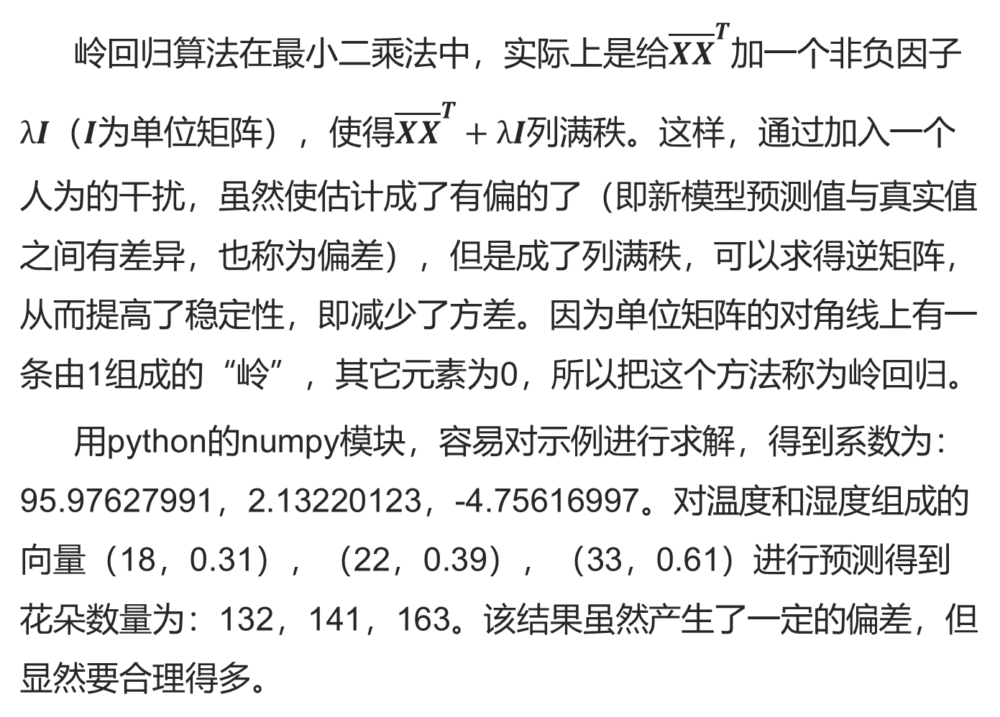 岭回归算法在最小二乘法中，实际上是给$\overline{XX}^T$加一个非负因子
λI（I为单位矩阵），使得$\overline{XX}^T$ + λI列满秩。这样，通过加入一个
人为的干扰，虽然使估计成了有偏的了（即新模型预测值与真实值
之间有差异，也称为偏差），但是成了列满秩，可以求得逆矩阵，
从而提高了稳定性，即减少了方差。因为单位矩阵的对角线上有一
条由1组成的“岭”，其它元素为0，所以把这个方法称为岭回归。
用python的numpy模块，容易对示例进行求解，得到系数为：
95.97627991，2.13220123，-4.75616997。对温度和湿度组成的
向量（18，0.31），（22，0.39），（33，0.61）进行预测得到
花朵数量为：132，141，163。该结果虽然产生了一定的偏差，但
显然要合理得多。